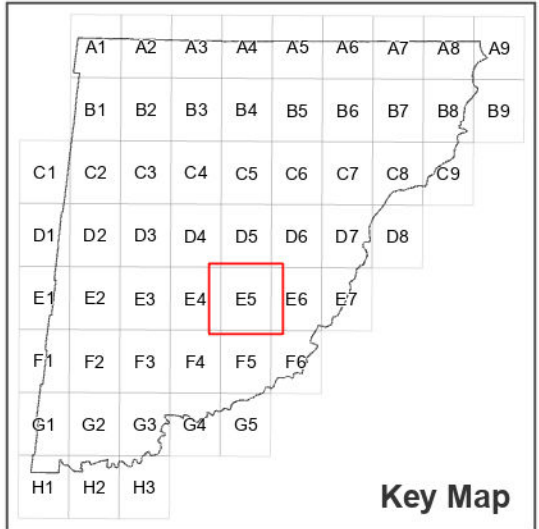 A1 A2 A3 A4 A5 A6 A7 A8 A9
B1 B2 B3 B4 B5 B6 B7 B8 B9
C1 C2 C3 C4 C5 C6 C7 C8 C9
D1 D2 D3 D4 D5 D6 D7 D8
E1 E2 E3 E4 E5 E6 E7
F1 F2 F3 F4 F5 F6
G1 G2 G3 G4 G5
H1 H2 H3
Key Map